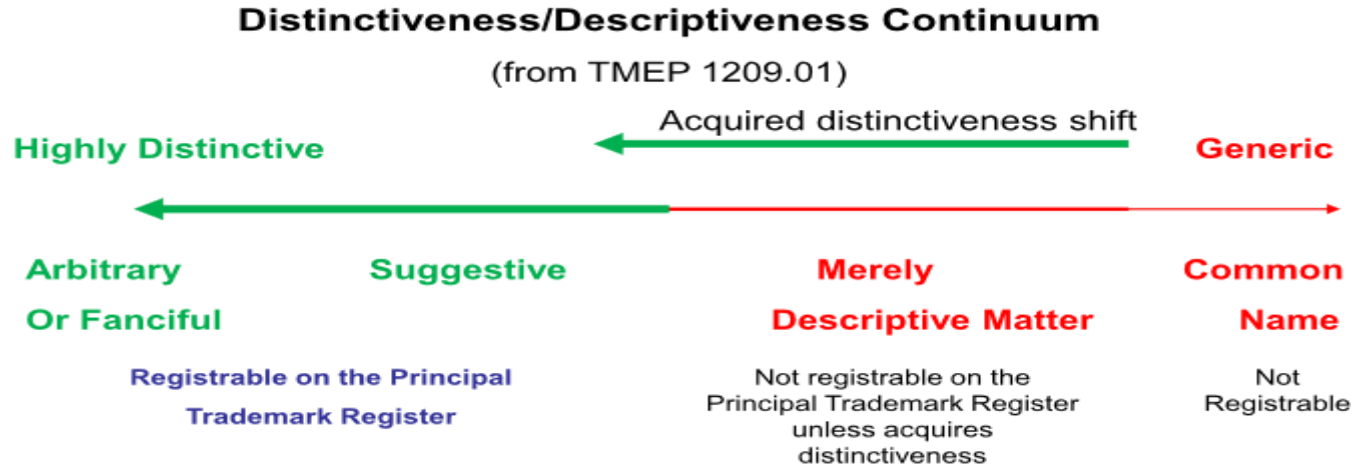 Distinctiveness/Descriptiveness Continuum
(from TMEP 1209.01)
Acquired distinctiveness shift
Highly Distinctive
Generic
Arbitrary
Or Fanciful
Suggestive
Merely
Descriptive Matter
Common
Name
Registrable on the Principal
Trademark Register
Not registrable on the
Principal Trademark Register
unless acquires
distinctiveness
Not
Registrable